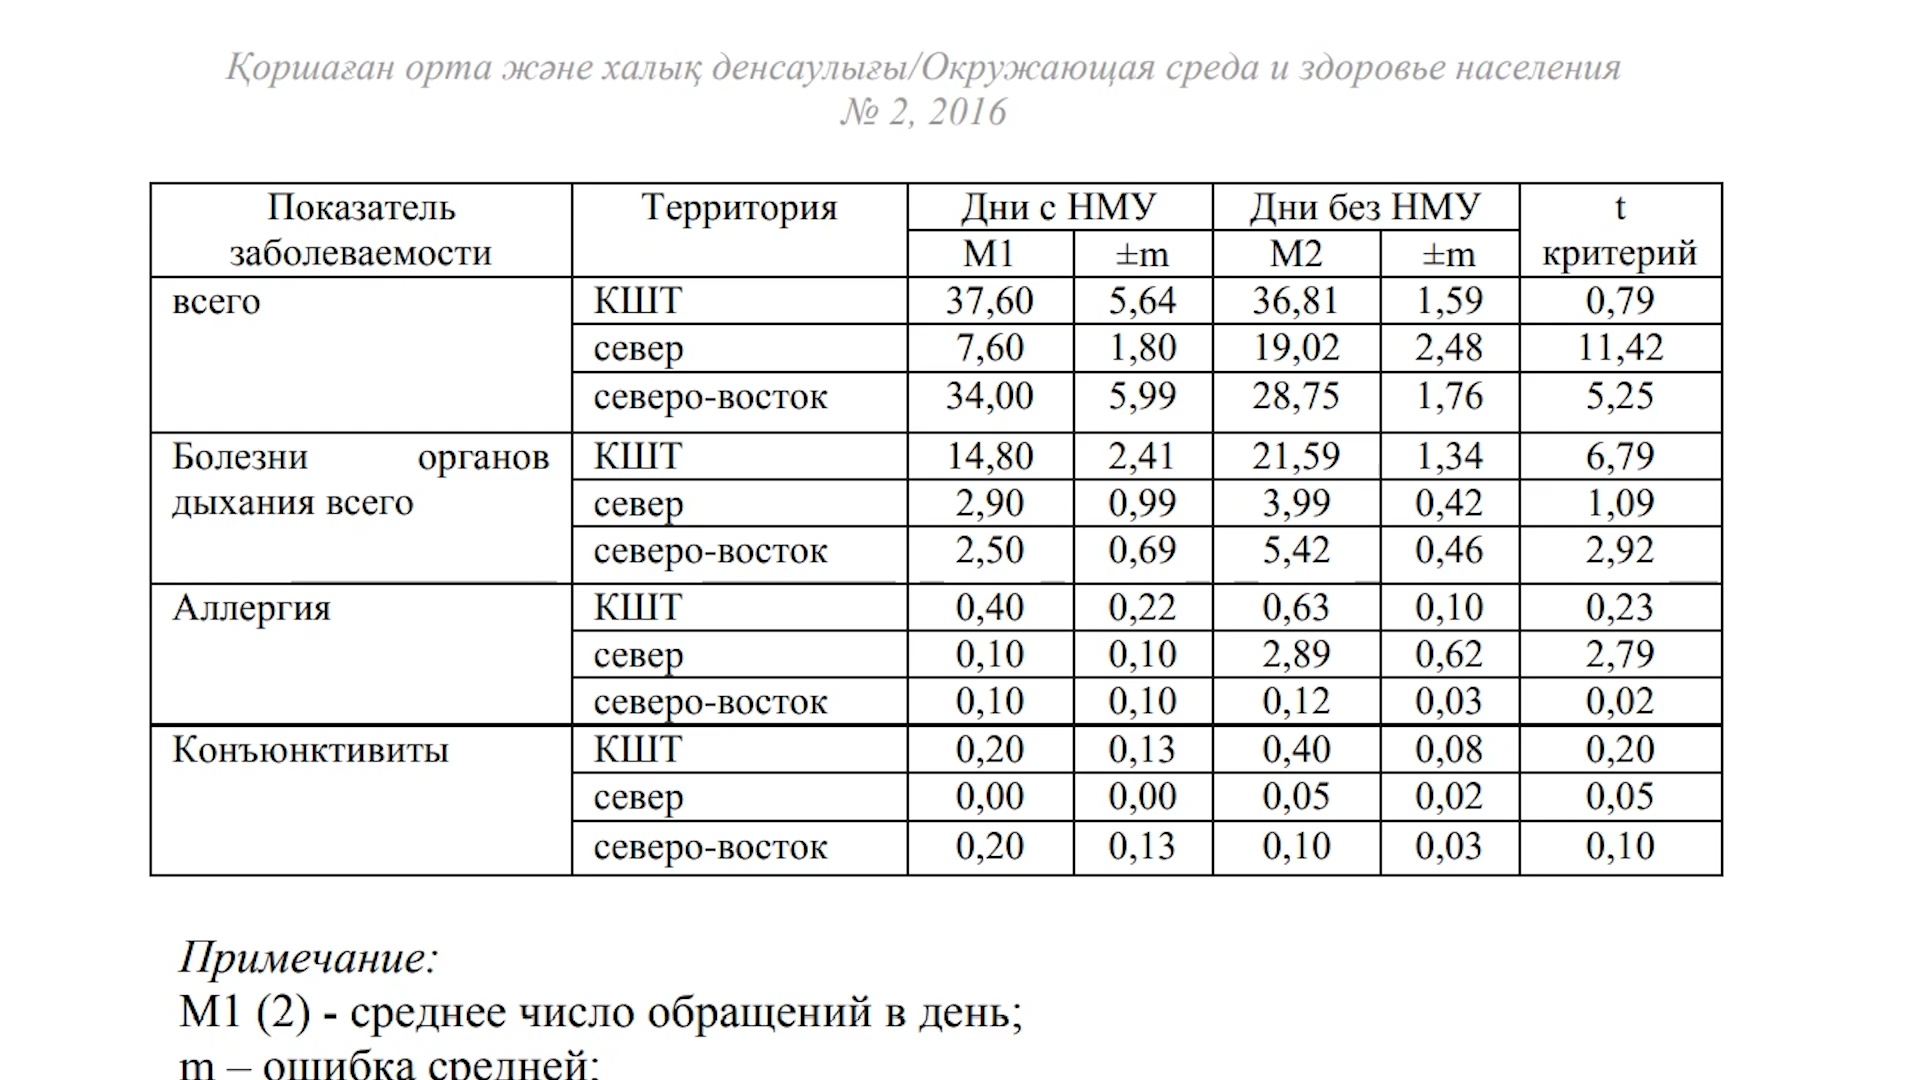 Қоршаған орта және халық денсаулығы/Окружающая среда и здоровье населения
№ 2, 2016
Показатель заболеваемости Территория Дни с НМУ Дни без НМУ t критерий
М1 ±m М2 ±m
всего КШТ 37,60 5,64 36,81 1,59 0,79
север 7,60 1,80 19,02 2,48 11,42
северо-восток 34,00 5,99 28,75 1,76 5,25
Болезни органов дыхания всего КШТ 14,80 2,41 21,59 1,34 6,79
север 2,90 0,99 3,99 0,42 1,09
северо-восток 2,50 0,69 5,42 0,46 2,92
Аллергия КШТ 0,40 0,22 0,63 0,10 0,23
север 0,10 0,10 2,89 0,62 2,79
северо-восток 0,10 0,10 0,12 0,03 0,02
Конъюнктивиты КШТ 0,20 0,13 0,40 0,08 0,20
север 0,00 0,00 0,05 0,02 0,05
северо-восток 0,20 0,13 0,10 0,03 0,10
Примечание:
М1 (2) - среднее число обращений в день;
m – ошибка средней;